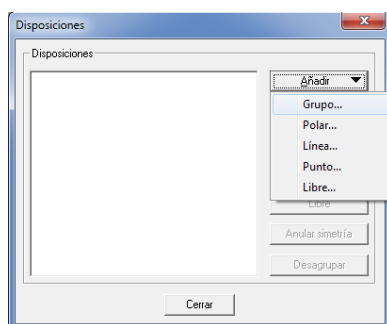 Disposiciones
Disposiciones
Añadir
Grupo...
Polar...
Línea...
Punto...
Libre...
Libre
Anular simetría
Desagrupar
Cerrar